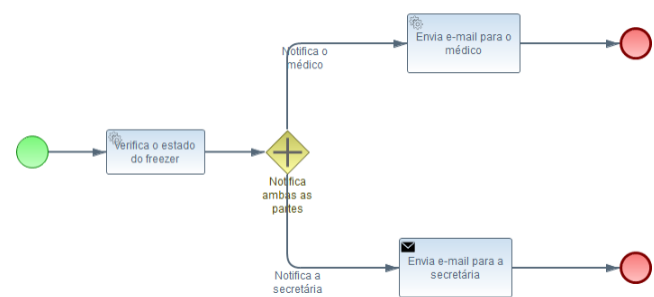 Notifica o
médico
Envia e-mail para o
médico
Verifica o estado
do freezer
Notifica
ambas as
partes
Notifica a
secretária
Envia e-mail para a
secretária